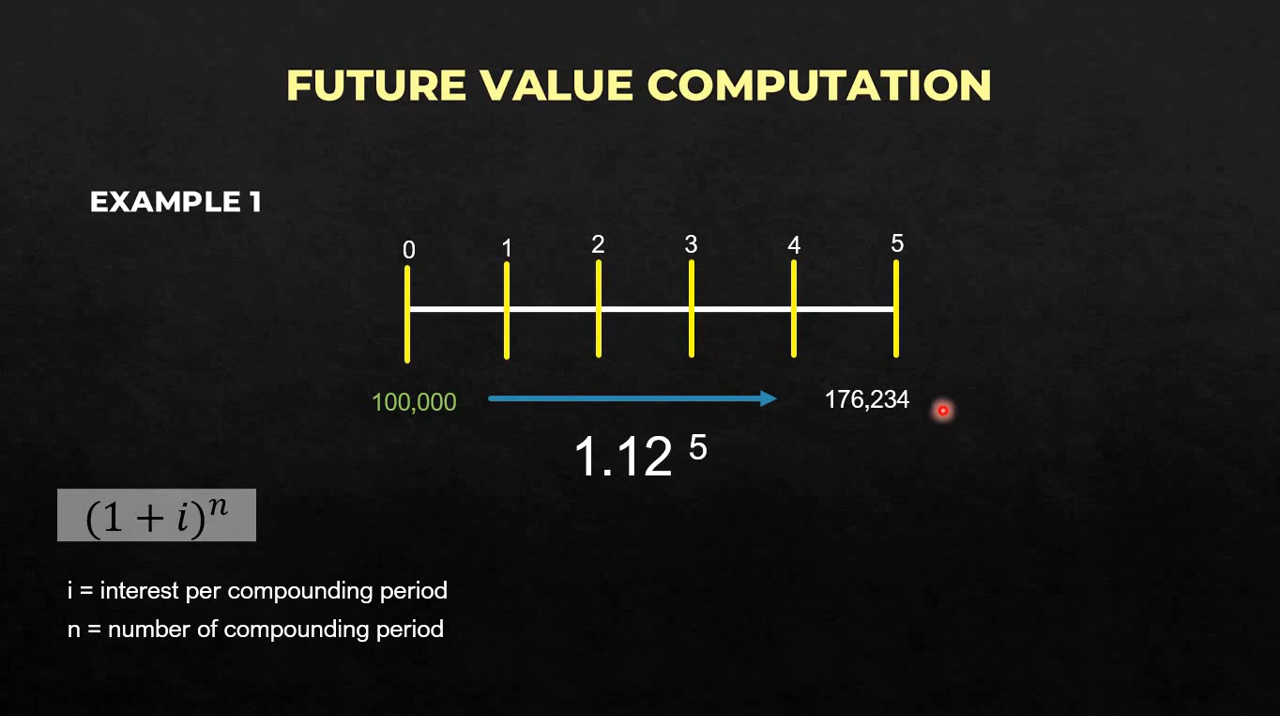 FUTURE VALUE COMPUTATION
EXAMPLE 1
0 1 2 3 4 5
100,000 176,234
1.12 ⁵
(1 + i)ⁿ
i = interest per compounding period
n = number of compounding period